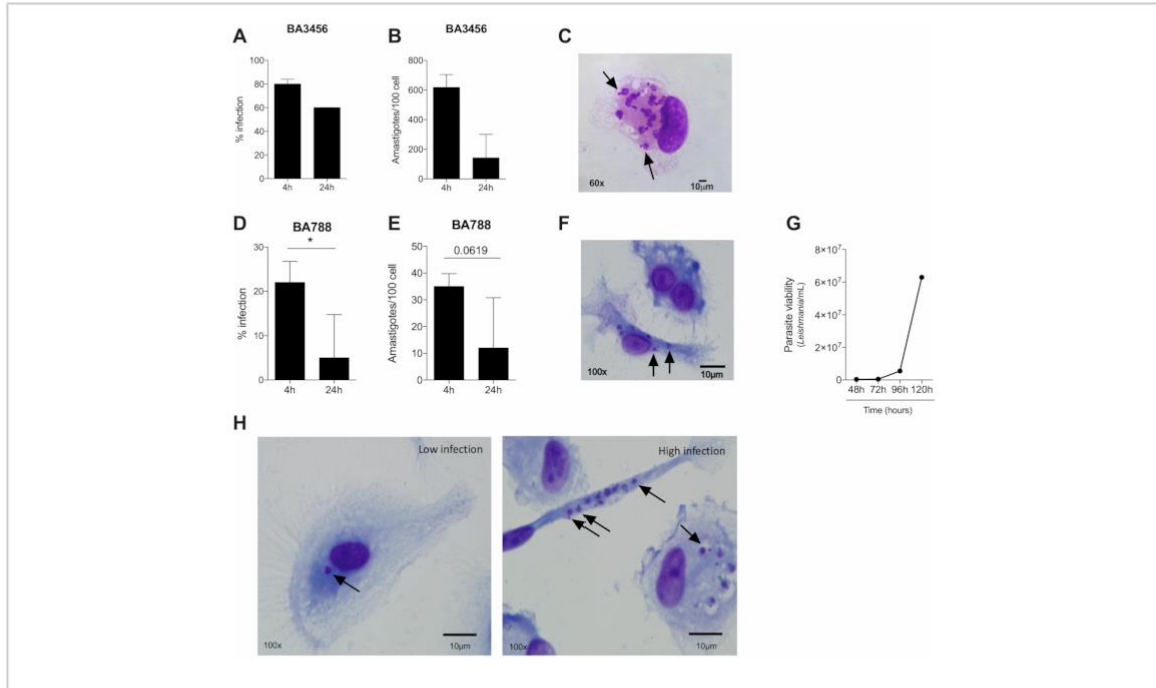 A
BA3456
% infection
100
80
60
40
20
0
4h 24h
B
BA3456
Amastigotes/100 cell
800
600
400
200
0
4h 24h
C
60x
10µm
D
BA788
*
% infection
30
20
10
0
4h 24h
E
BA788
0.0619
Amastigotes/100 cell
50
40
30
20
10
0
4h 24h
F
100x
10µm
G
Parasite viability
(Leishmania/mL)
8×10⁷
6×10⁷
4×10⁷
2×10⁷
0
48h 72h 96h 120h
Time (hours)
H
Low infection
100x
10µm
High infection
100x
10µm